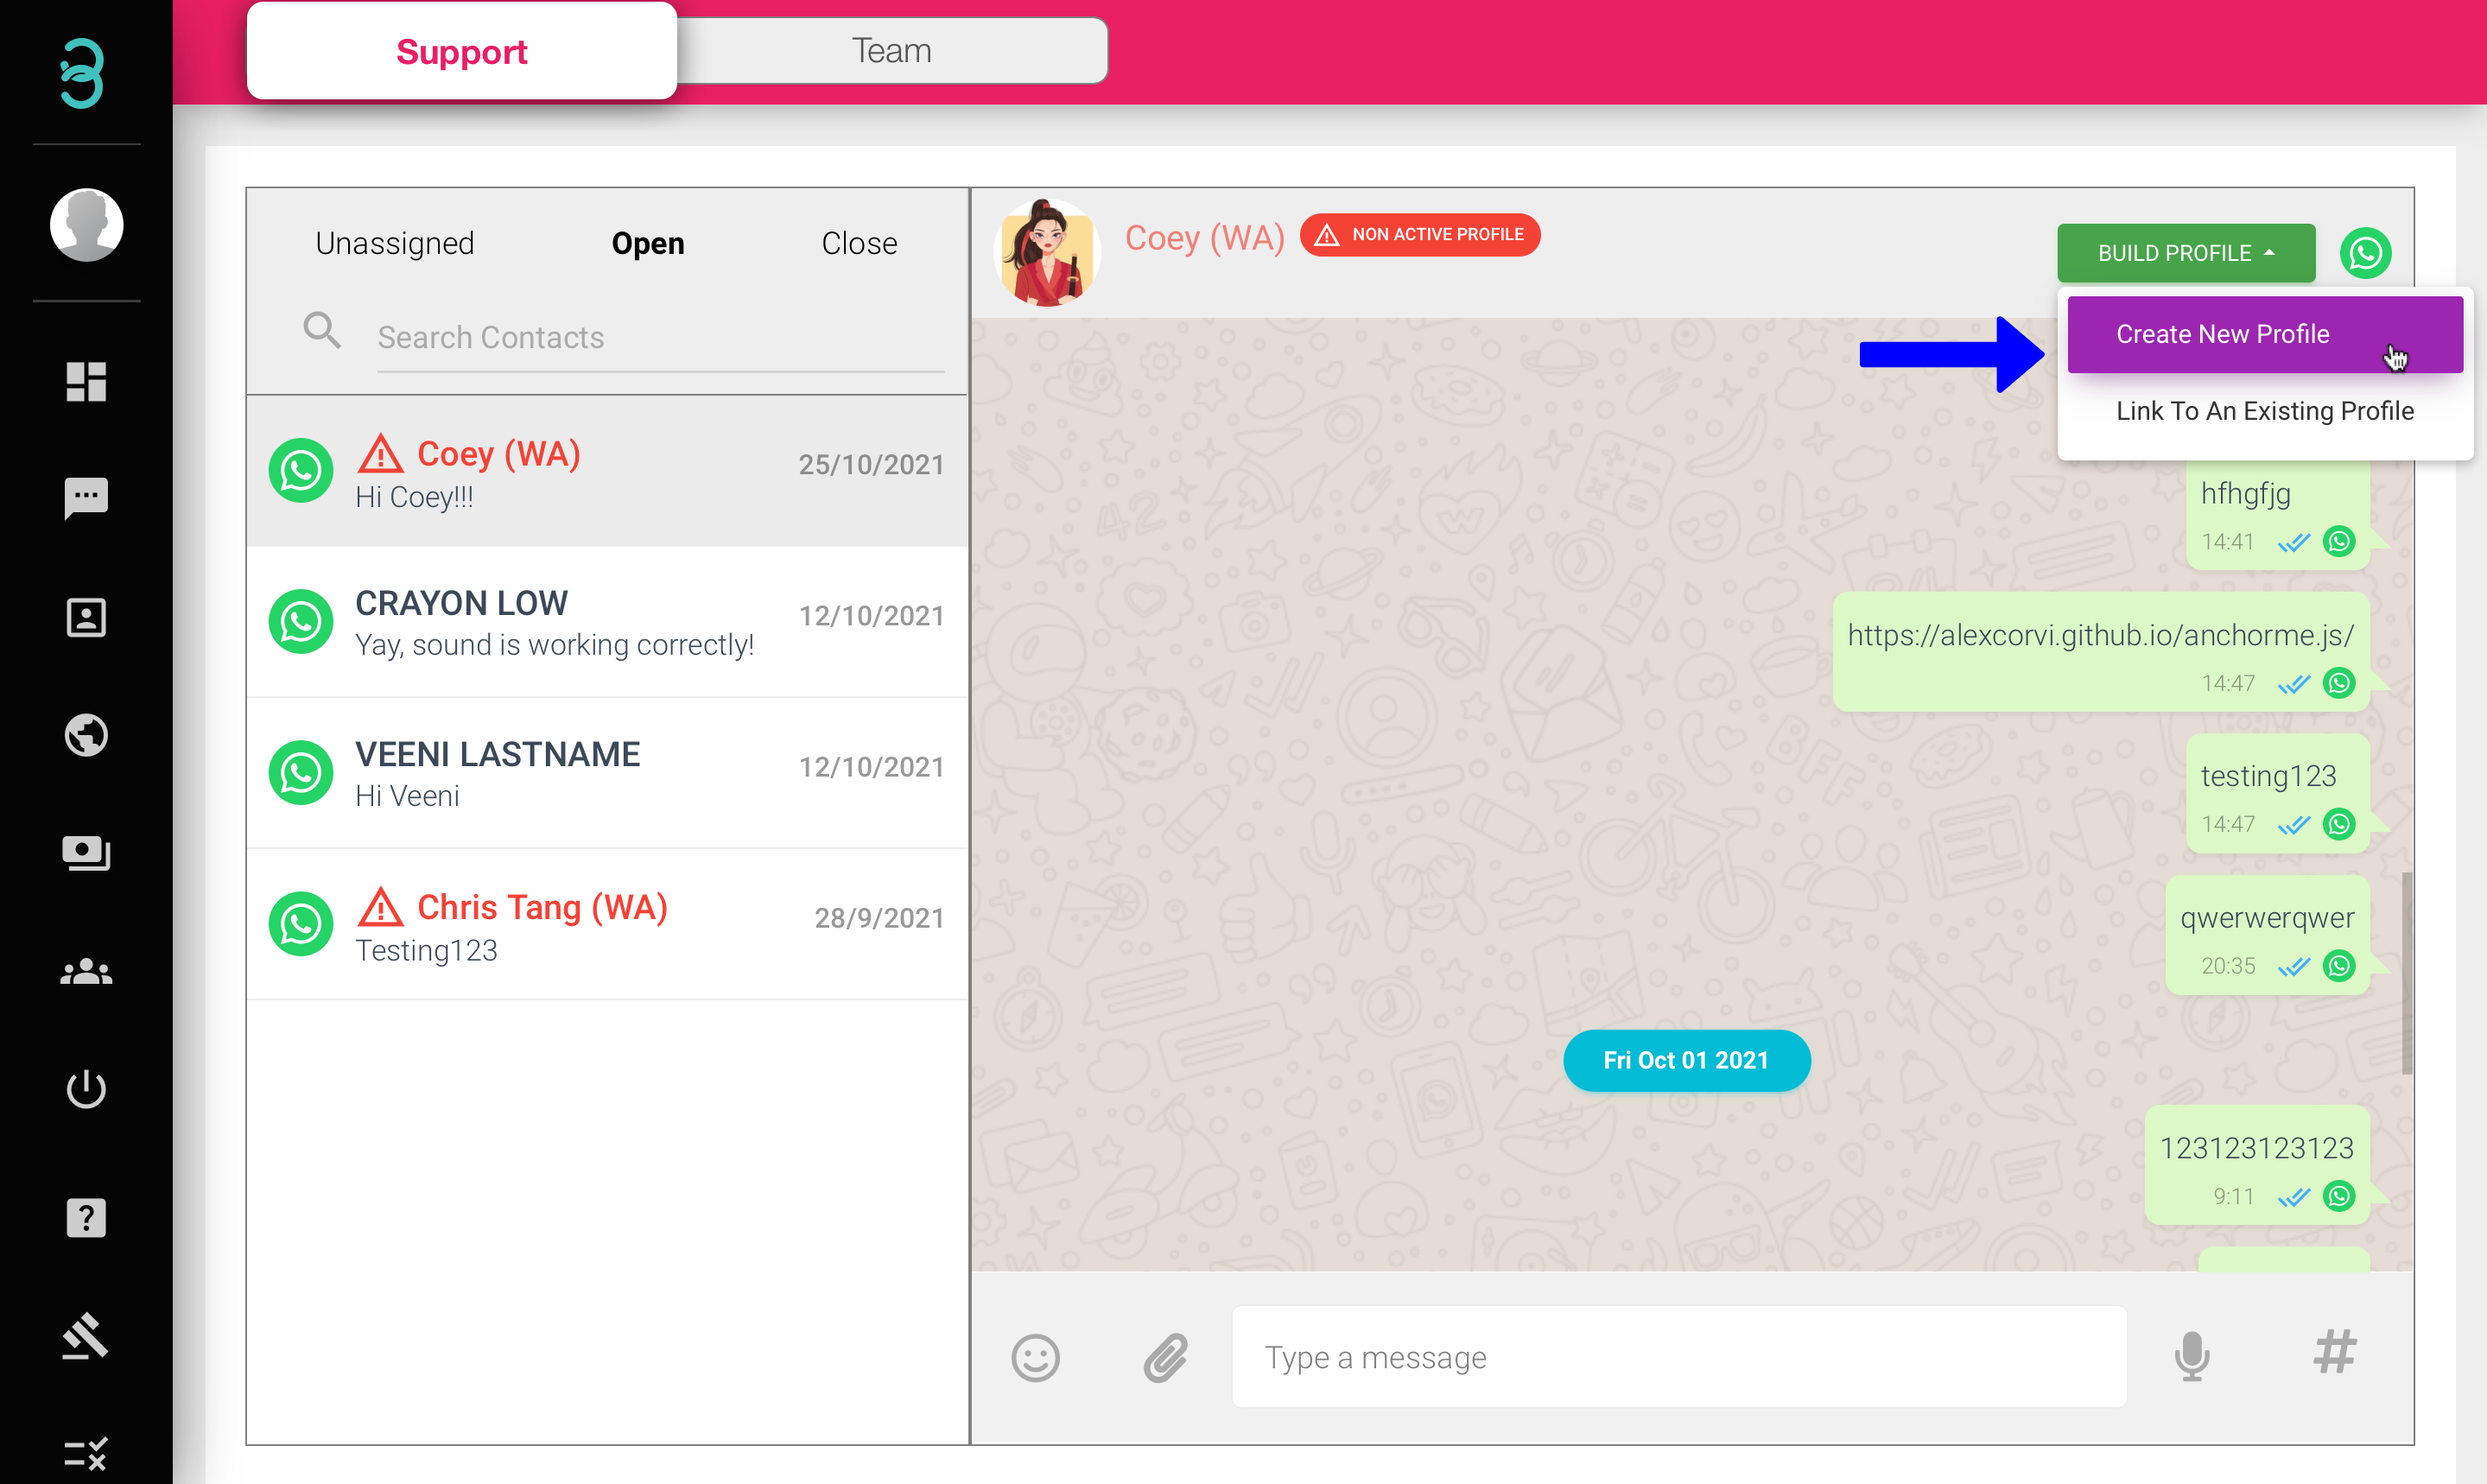 Support
Team
Unassigned
Open
Close
Search Contacts
Coey (WA)
25/10/2021
Hi Coey!!!
CRAYON LOW
12/10/2021
Yay, sound is working correctly!
VEENI LASTNAME
12/10/2021
Hi Veeni
Chris Tang (WA)
28/9/2021
Testing123
Coey (WA)
NON ACTIVE PROFILE
BUILD PROFILE
Create New Profile
Link To An Existing Profile
hfhgfjg
14:41
https://alexcorvi.github.io/anchorme.js/
14:47
testing123
14:47
qwerwerqwer
20:35
Fri Oct 01 2021
123123123123
9:11
Type a message
#